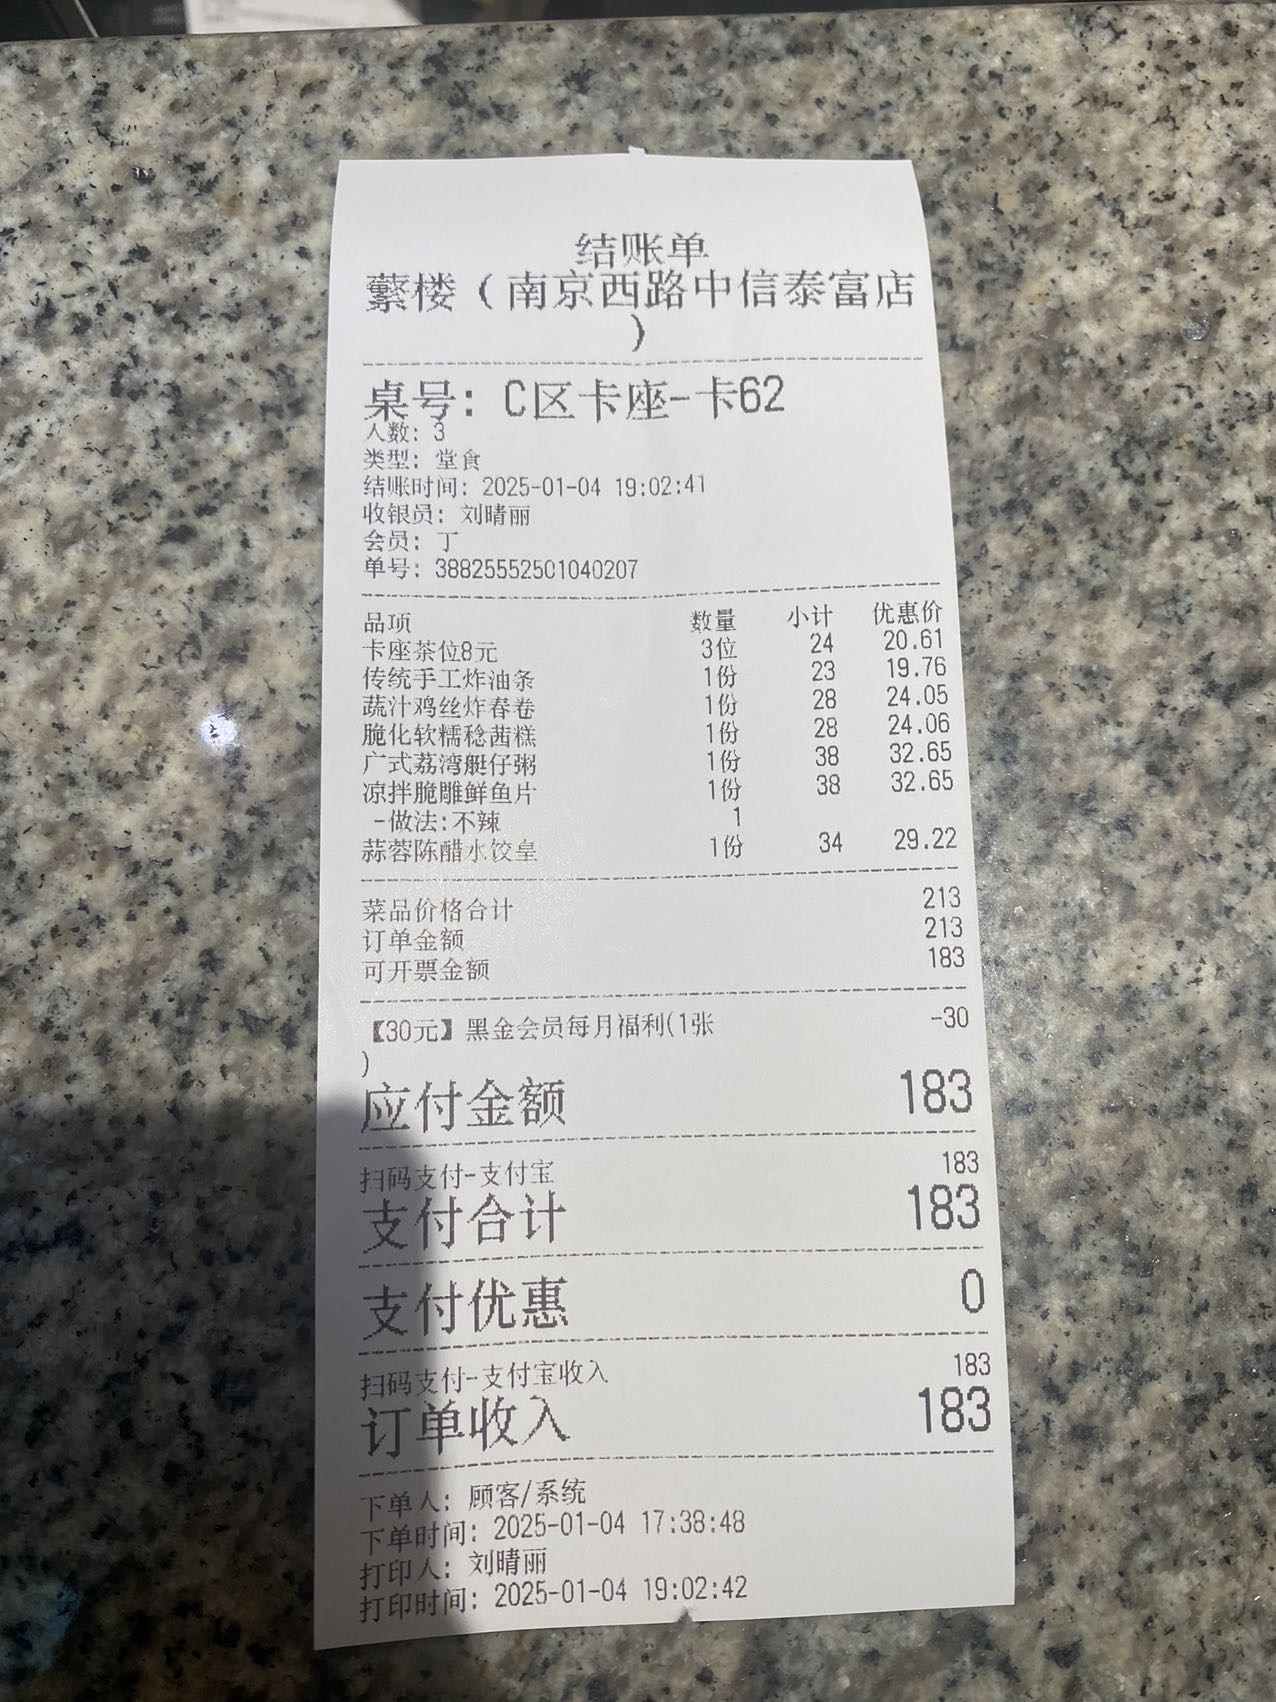 结账单
蘩楼（南京西路中信泰富店
）
桌号: C区卡座-卡62
人数: 3
类型: 堂食
结账时间: 2025-01-04 19:02:41
收银员: 刘晴丽
会员: 丁
单号: 38825552501040207
品项 数量 小计 优惠价
卡座茶位8元 3位 24 20.61
传统手工炸油条 1份 23 19.76
蔬汁鸡丝炸春卷 1份 28 24.05
脆化软糯稔茜糕 1份 28 24.06
广式荔湾艇仔粥 1份 38 32.65
凉拌脆雕鲜鱼片 1份 38 32.65
-做法:不辣 1
蒜蓉陈醋水饺皇 1份 34 29.22
菜品价格合计 213
订单金额 213
可开票金额 183
【30元】黑金会员每月福利(1张 -30
)
应付金额 183
扫码支付-支付宝 183
支付合计 183
支付优惠 0
扫码支付-支付宝收入 183
订单收入 183
下单人: 顾客/系统
下单时间: 2025-01-04 17:38:48
打印人: 刘晴丽
打印时间: 2025-01-04 19:02:42